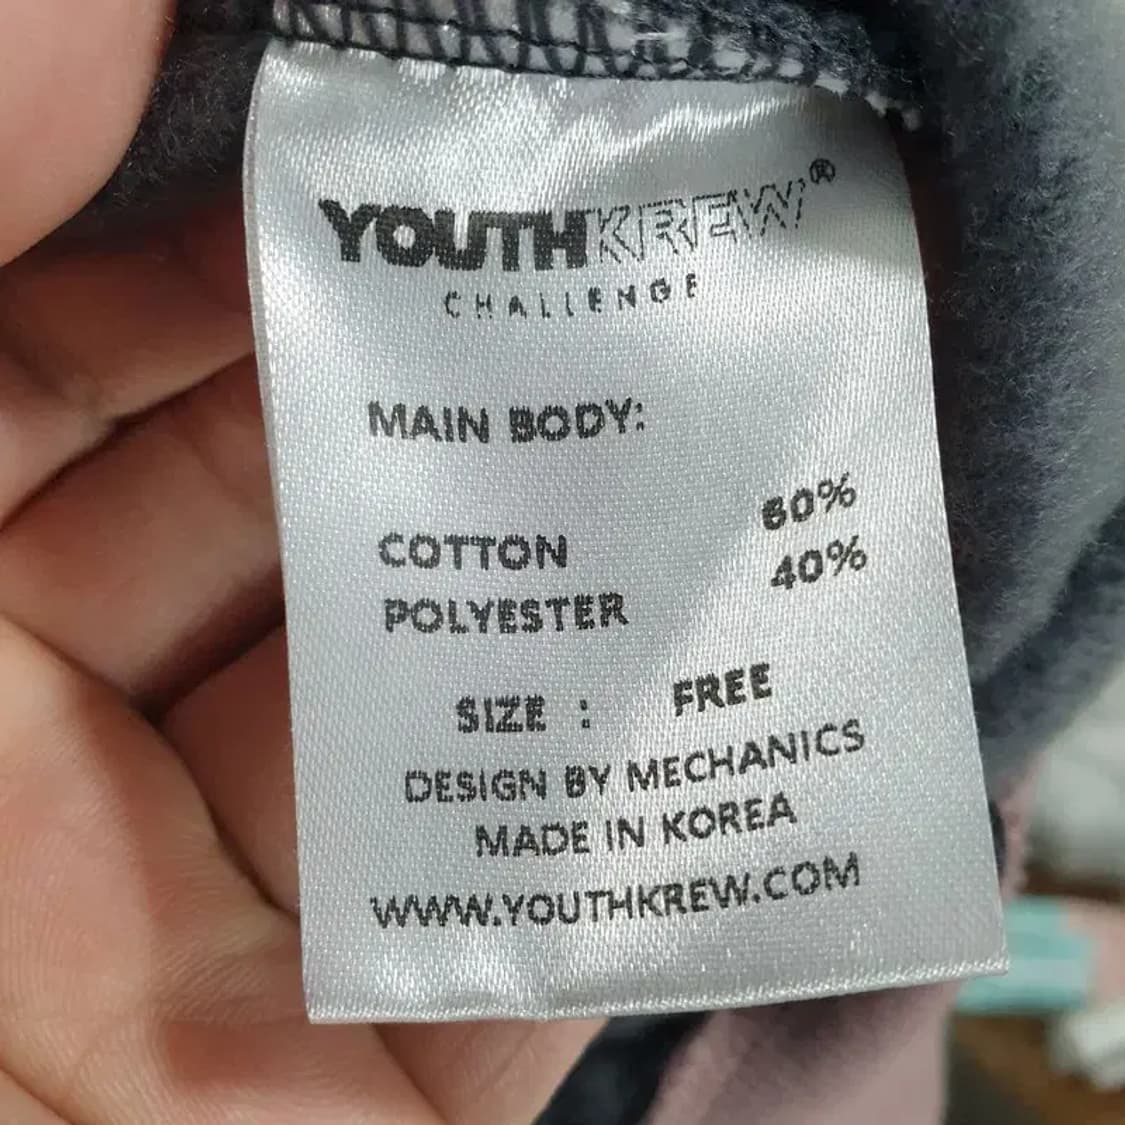 YOUTHKREW®
CHALLENGE
MAIN BODY:
COTTON 60%
POLYESTER 40%
SIZE : FREE
DESIGN BY MECHANICS
MADE IN KOREA
WWW.YOUTHKREW.COM